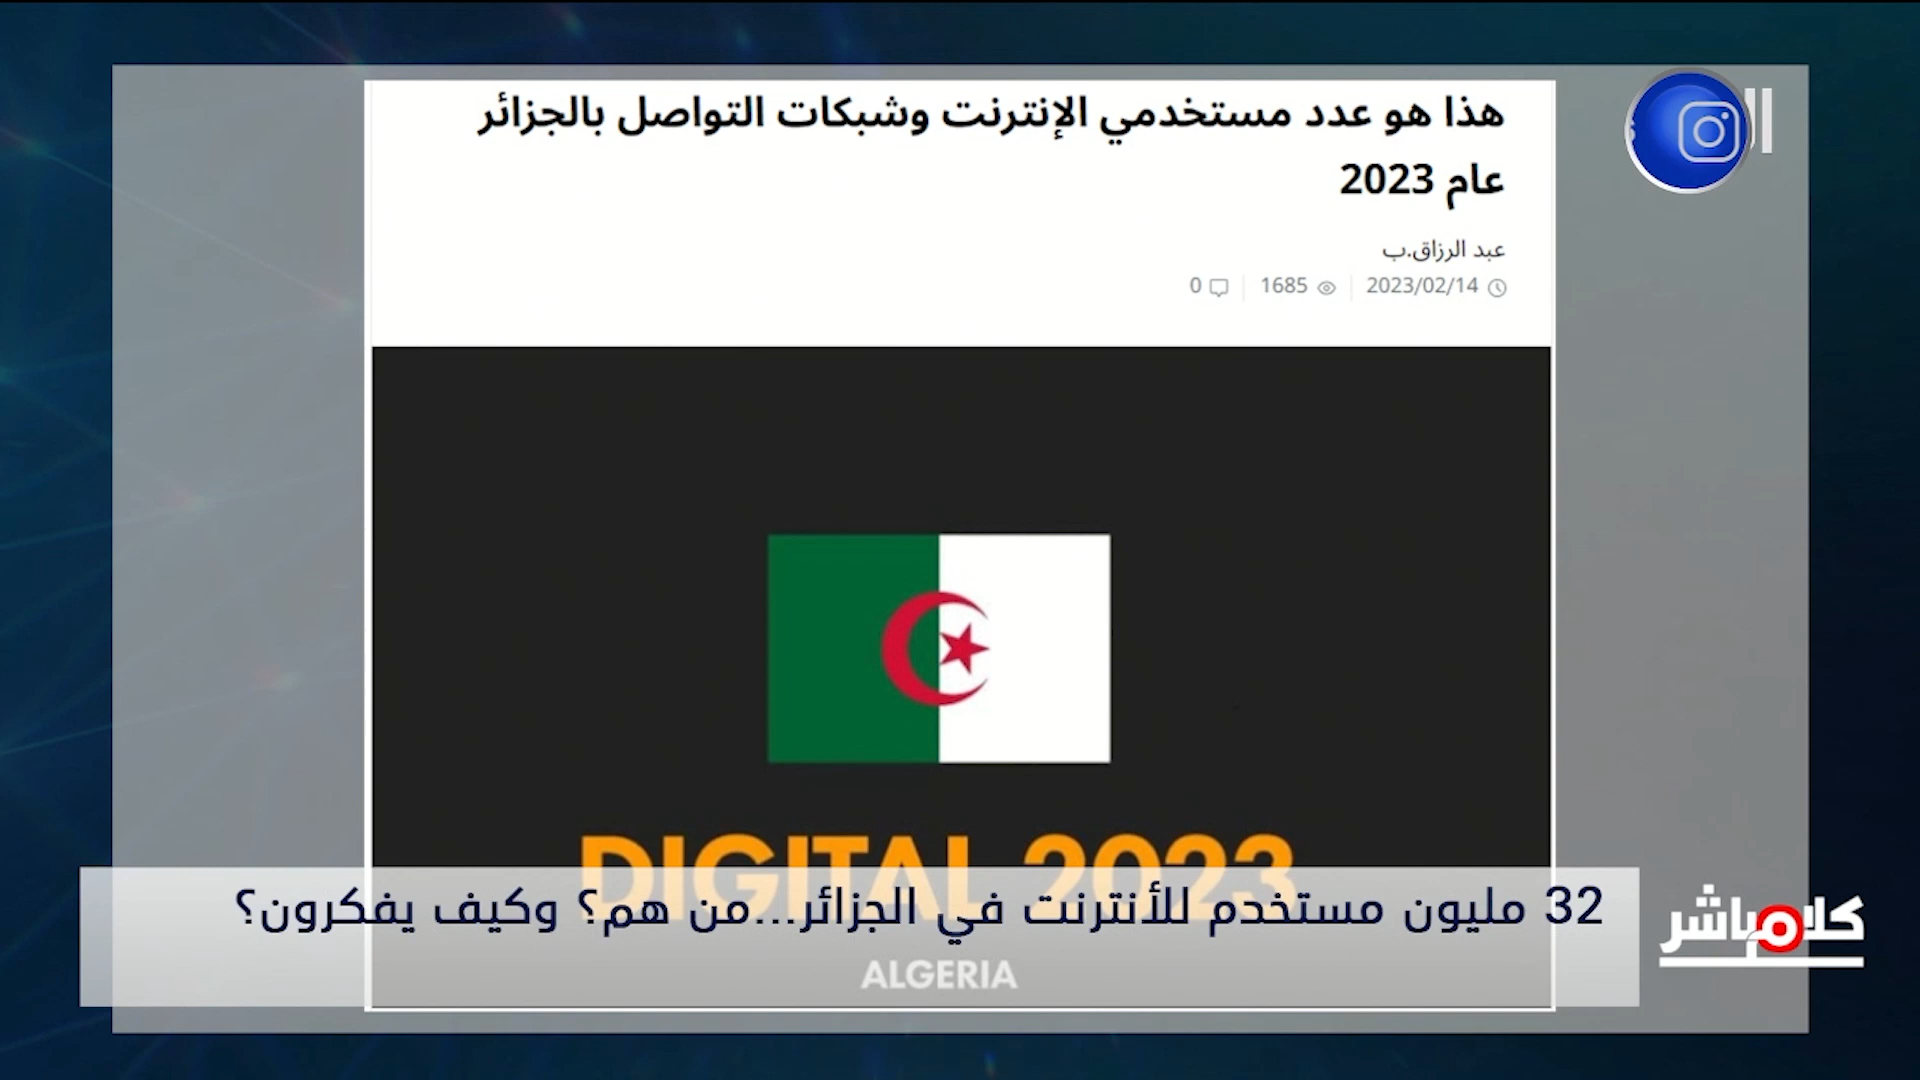 هذا هو عدد مستخدمي الإنترنت وشبكات التواصل بالجزائر
عام 2023
عبد الرزاق.ب
2023/02/14 1685 0
DIGITAL 2023
32 مليون مستخدم للأنترنت في الجزائر...من هم؟ وكيف يفكرون؟
كلام مباشر
ALGERIA